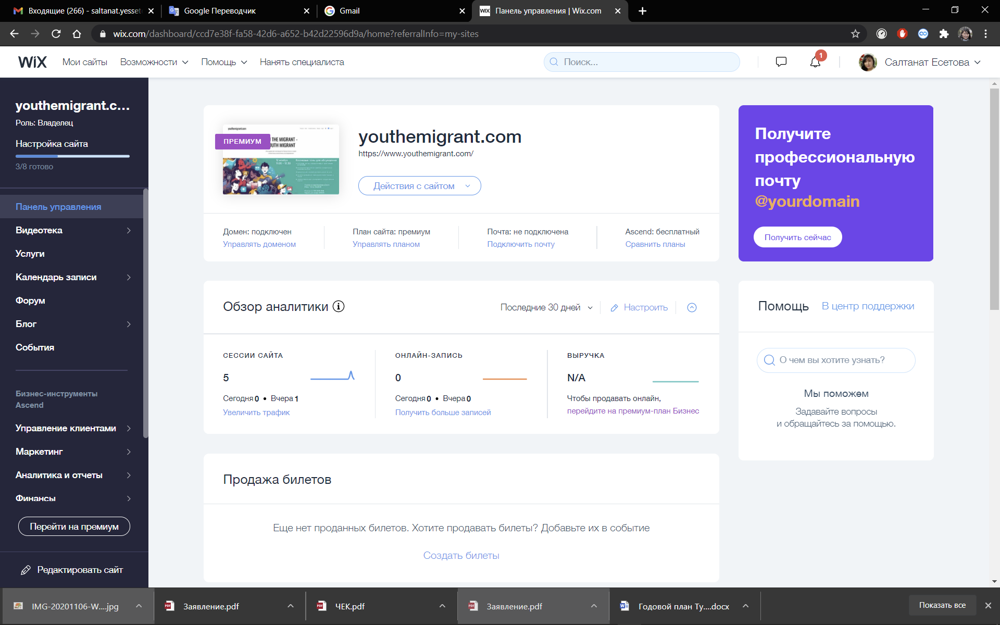 Входящие (266) - saltanat.yesset
Google Переводчик
Gmail
Панель управления | Wix.com
wix.com/dashboard/ccd7e38f-fa58-42d6-a652-b42d22596d9a/home?referralInfo=my-sites
WiX
Мои сайты
Возможности
Помощь
Нанять специалиста
Поиск...
1
Салтанат Есетова
youthemigrant.c...
Роль: Владелец
Настройка сайта
3/8 готово
Панель управления
Видеотека
Услуги
Календарь записи
Форум
Блог
События
Бизнес-инструменты
Ascend
Управление клиентами
Маркетинг
Аналитика и отчеты
Финансы
Перейти на премиум
Редактировать сайт
ПРЕМИУМ
THE MIGRANT -
OUTH MIGRANT
youthemigrant.com
https://www.youthemigrant.com/
Действия с сайтом
Домен: подключен
Управлять доменом
План сайта: премиум
Управлять планом
Почта: не подключена
Подключить почту
Ascend: бесплатный
Сравнить планы
Получите
профессиональную
почту
@yourdomain
Получить сейчас
Обзор аналитики
Последние 30 дней
Настроить
СЕССИИ САЙТА
5
Сегодня 0 • Вчера 1
Увеличить трафик
ОНЛАЙН-ЗАПИСЬ
0
Сегодня 0 • Вчера 0
Получить больше записей
ВЫРУЧКА
N/A
Чтобы продавать онлайн,
перейдите на премиум-план Бизнес
Помощь
В центр поддержки
О чем вы хотите узнать?
Мы поможем
Задавайте вопросы
и обращайтесь за помощью.
Продажа билетов
Еще нет проданных билетов. Хотите продавать билеты? Добавьте их в событие
Создать билеты
IMG-20201106-W....jpg
Заявление.pdf
ЧЕК.pdf
Заявление.pdf
Годовой план Ту....docx
Показать все